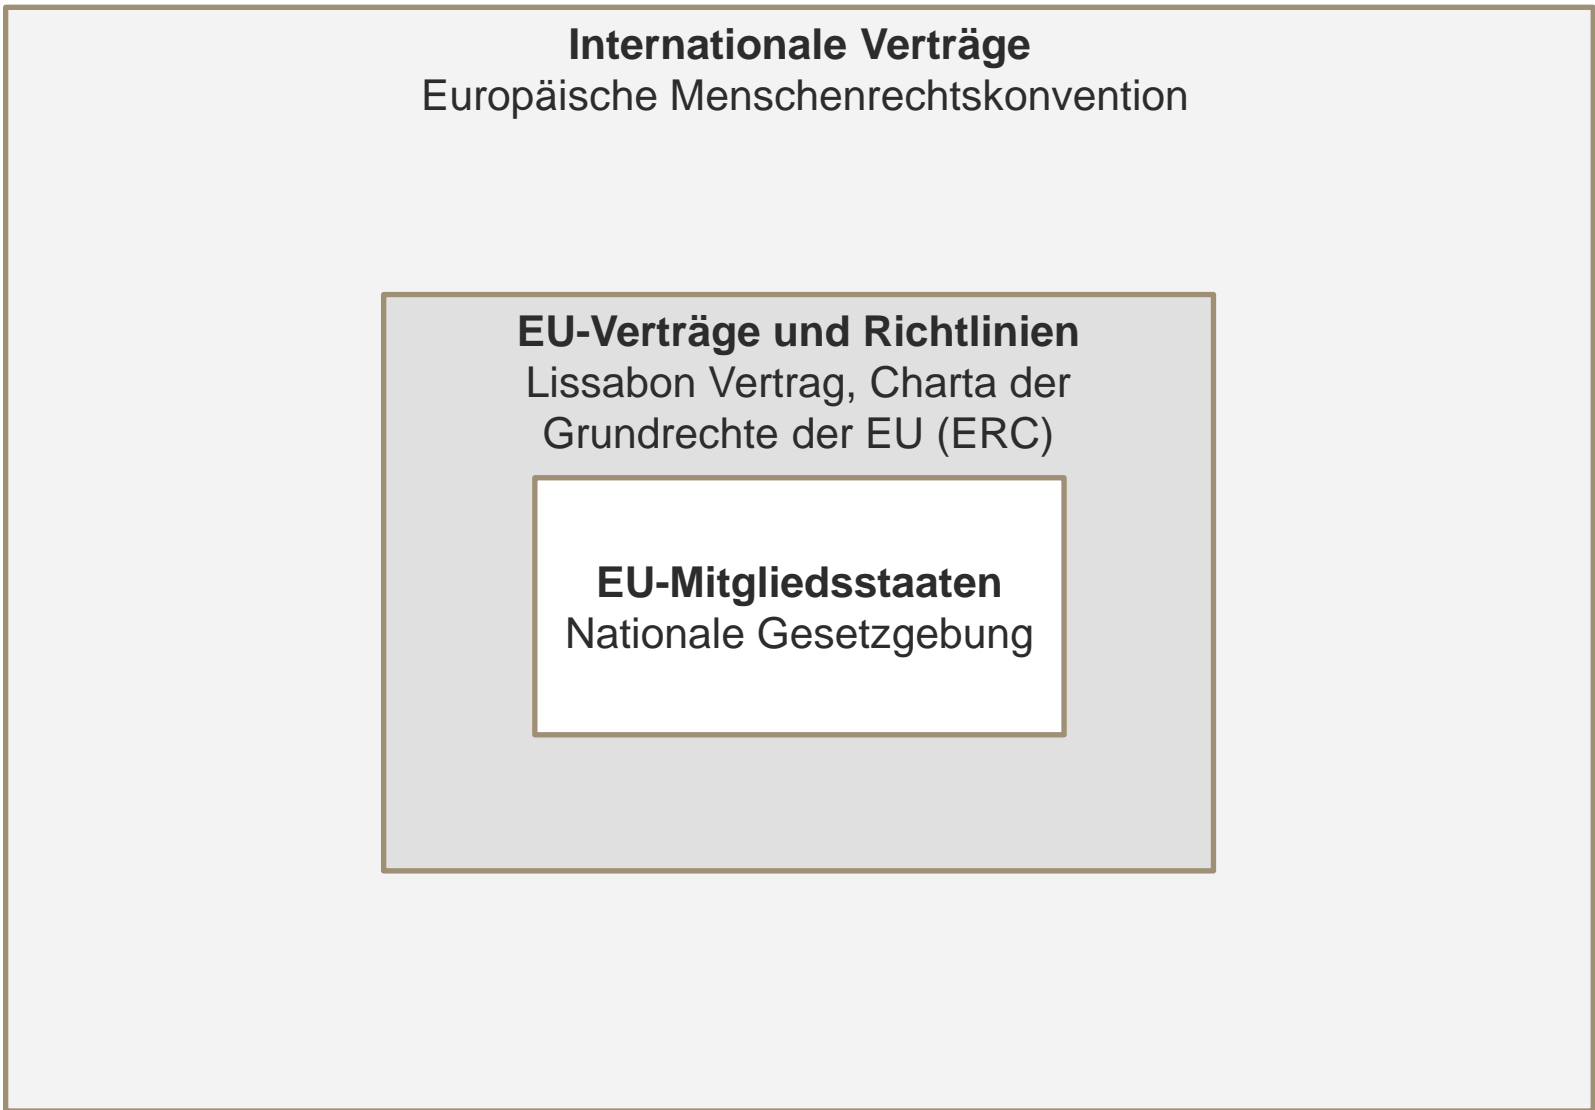 Internationale Verträge
Europäische Menschenrechtskonvention
EU-Verträge und Richtlinien
Lissabon Vertrag, Charta der
Grundrechte der EU (ERC)
EU-Mitgliedsstaaten
Nationale Gesetzgebung